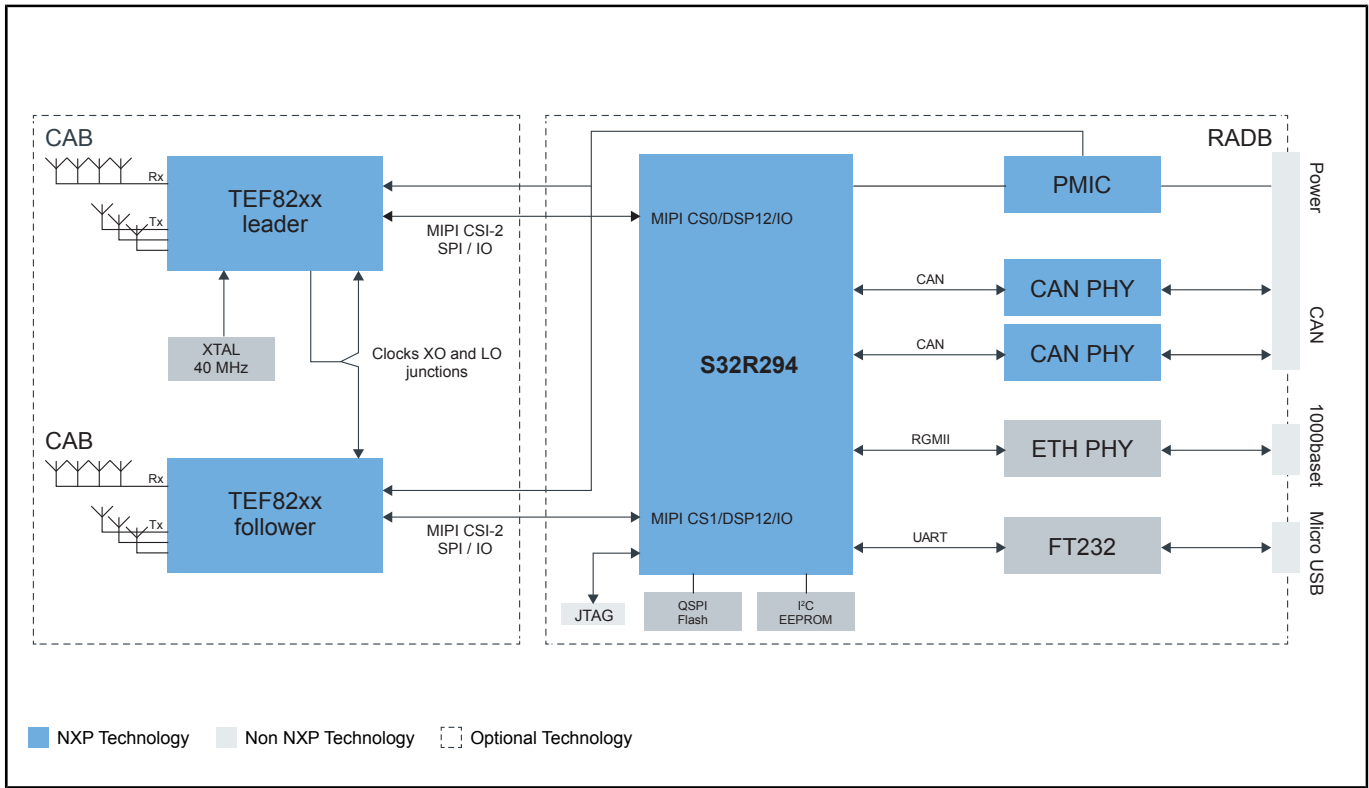 CAB
Rx
Tx
TEF82xx
leader
MIPI CSI-2
SPI / IO
XTAL
40 MHz
Clocks XO and LO
junctions
CAB
Rx
Tx
TEF82xx
follower
MIPI CSI-2
SPI / IO
RADB
MIPI CS0/DSP12/IO
S32R294
MIPI CS1/DSP12/IO
JTAG
QSPI
Flash
I²C
EEPROM
PMIC
Power
CAN
CAN PHY
CAN
CAN PHY
CAN
RGMII
ETH PHY
1000baset
UART
FT232
Micro USB
NXP Technology
Non NXP Technology
Optional Technology